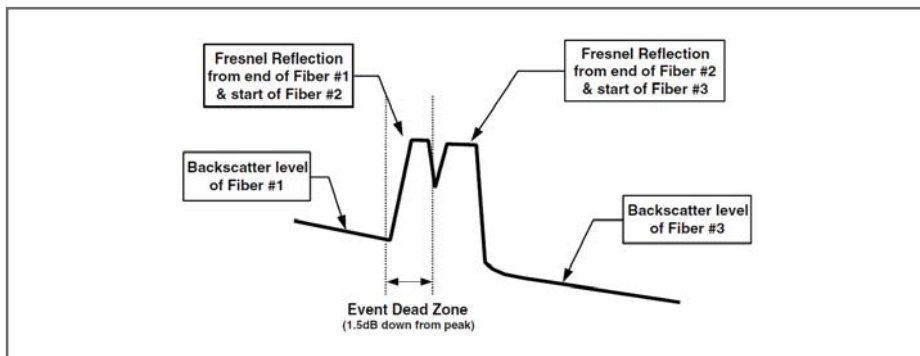 Fresnel Reflection
from end of Fiber #1
& start of Fiber #2
Fresnel Reflection
from end of Fiber #2
& start of Fiber #3
Backscatter level
of Fiber #1
Backscatter level
of Fiber #3
Event Dead Zone
(1.5dB down from peak)